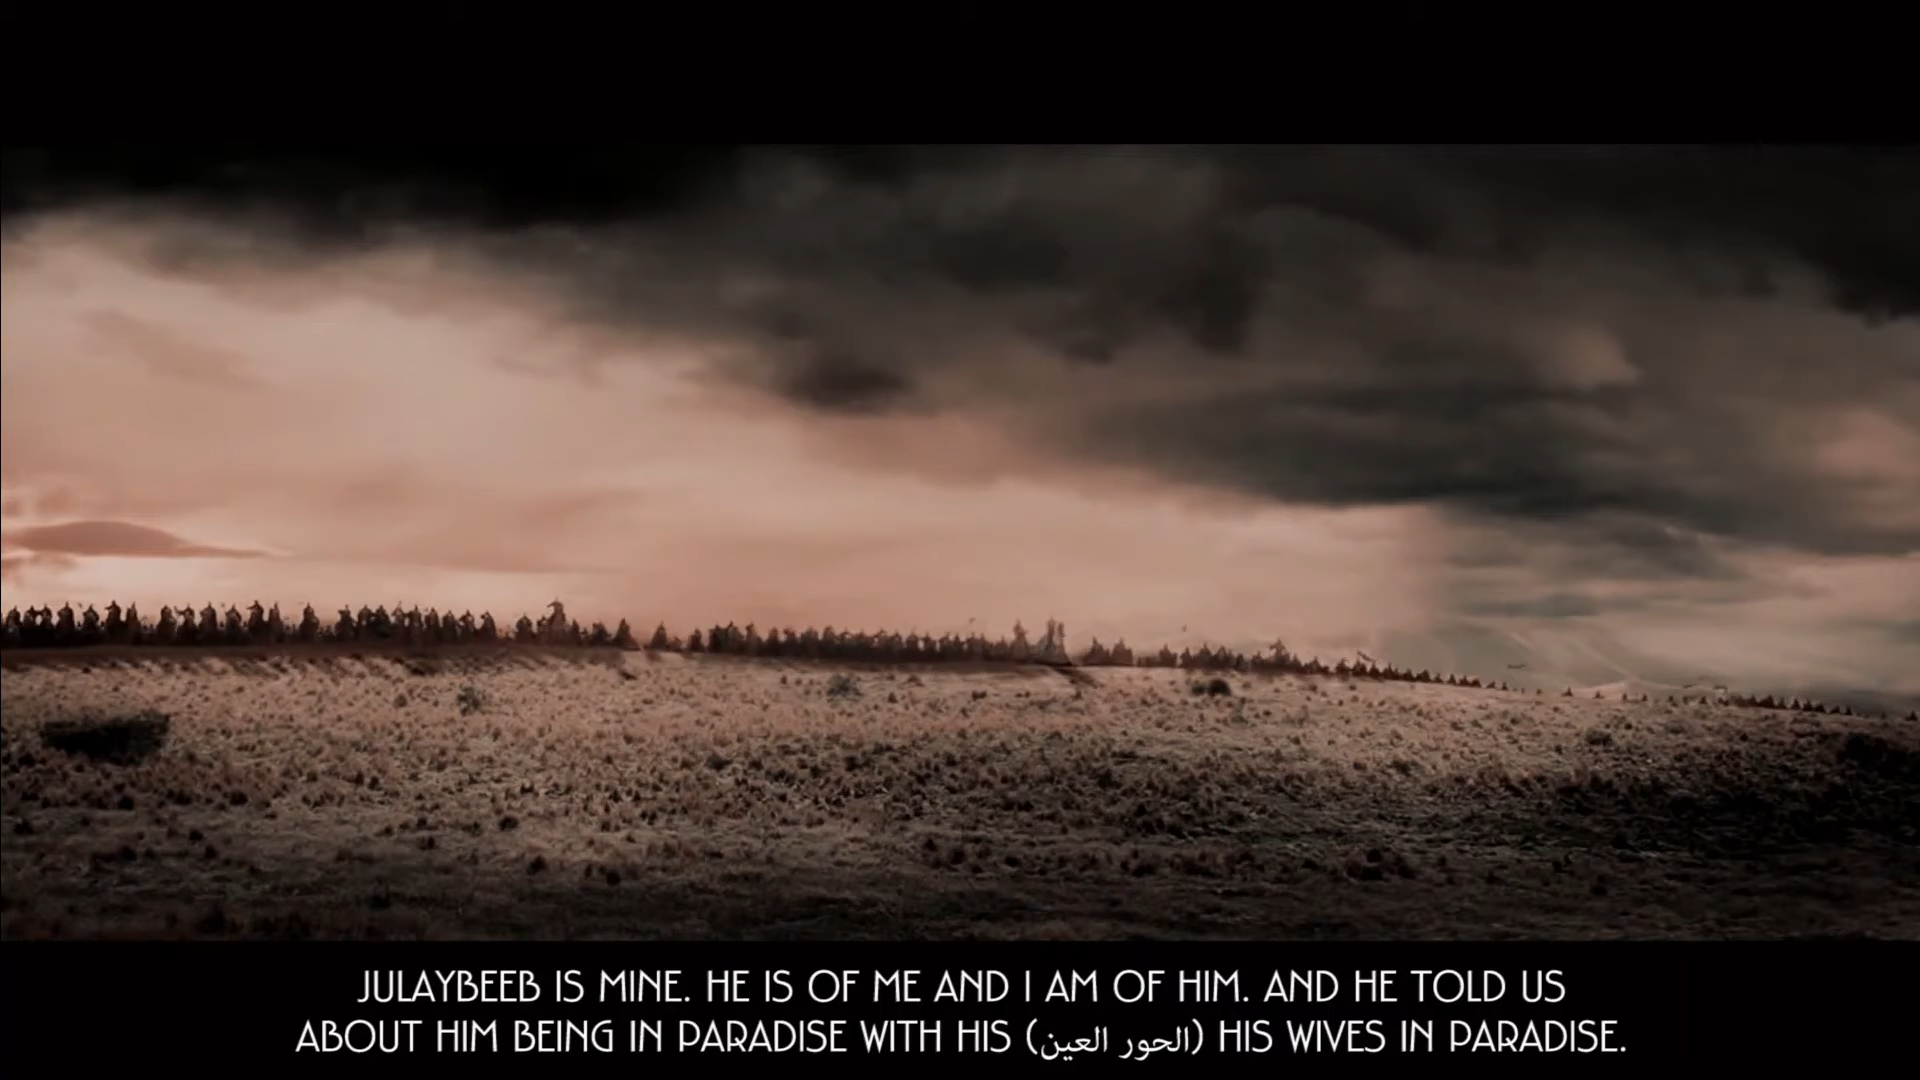 JULAYBEEB IS MINE. HE IS OF ME AND I AM OF HIM. AND HE TOLD US
ABOUT HIM BEING IN PARADISE WITH HIS (الحور العين) HIS WIVES IN PARADISE.